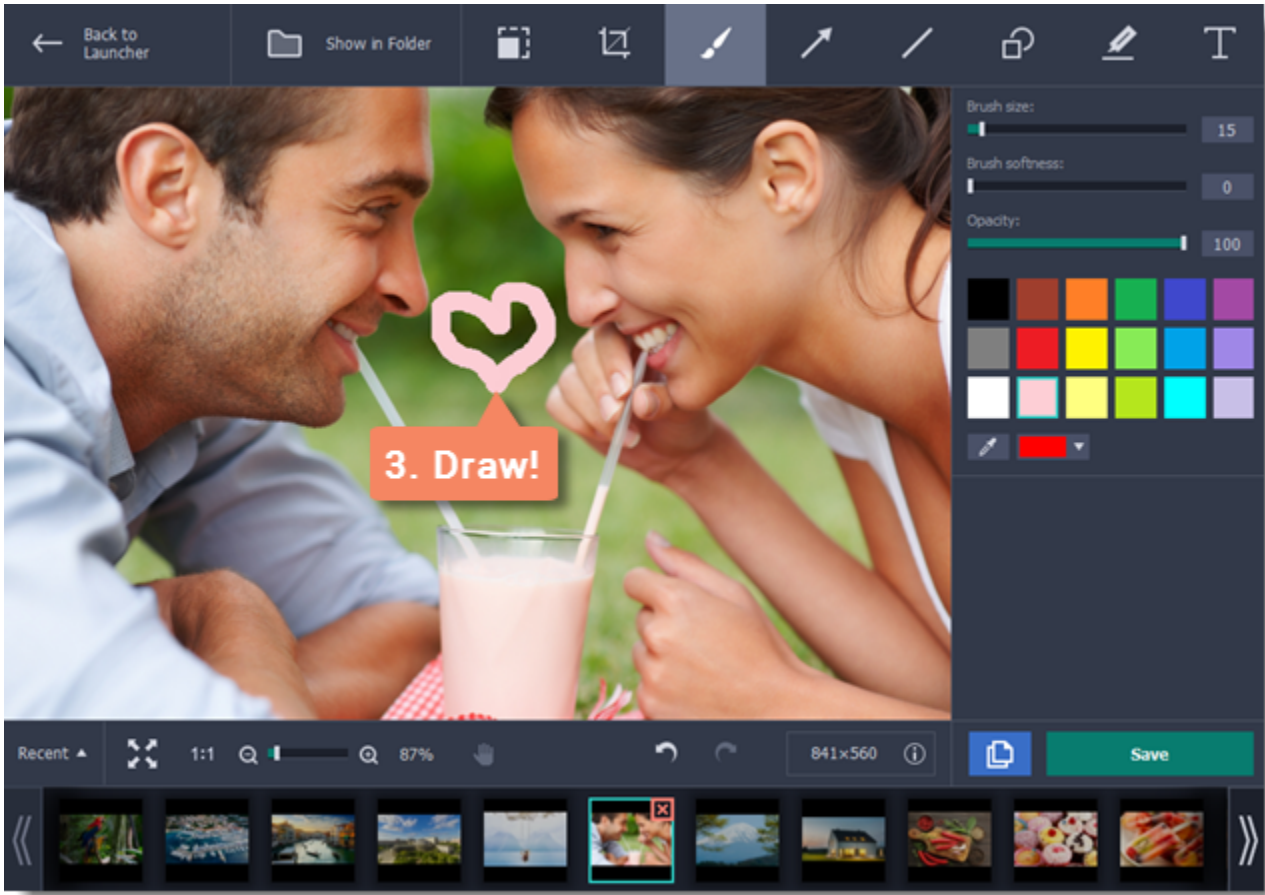 Back to
Launcher
Show in Folder
T
Brush size:
15
Brush softness:
0
Opacity:
100
3. Draw!
Recent
1:1
87%
841×560
Save